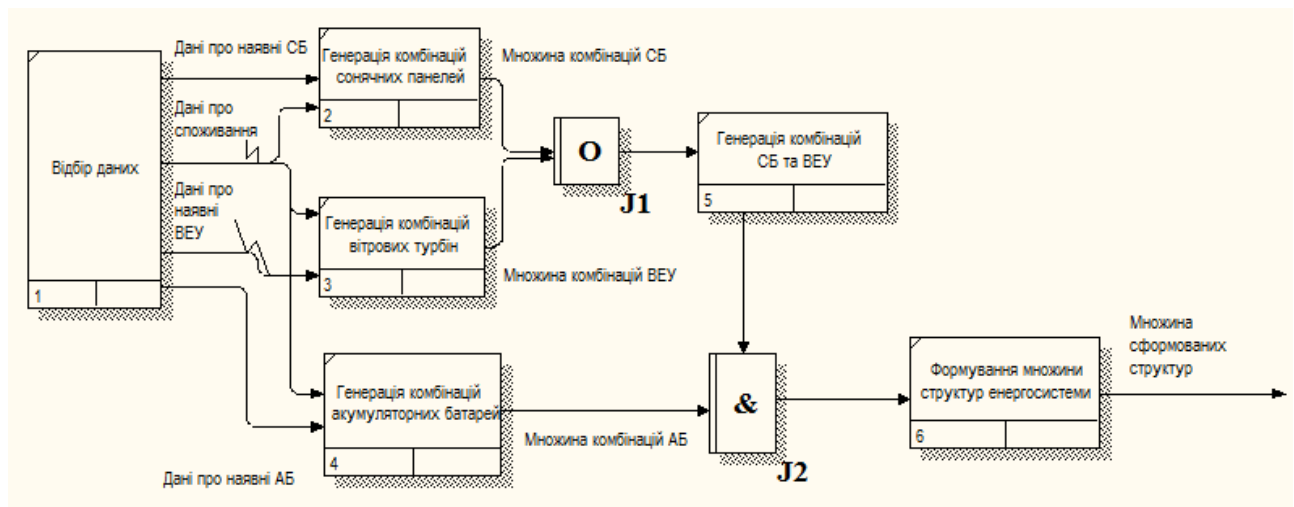 Дані про наявні СБ
Генерація комбінацій
сонячних панелей
2
Множина комбінацій СБ
Дані про
споживання
Відбір даних
1
Дані про
наявні
ВЕУ
Генерація комбінацій
вітрових турбін
3
Множина комбінацій ВЕУ
O
J1
Генерація комбінацій
СБ та ВЕУ
5
Генерація комбінацій
акумуляторних батарей
4
Дані про наявні АБ
Множина комбінацій АБ
&
J2
Формування множини
структур енергосистеми
6
Множина
сформованих
структур